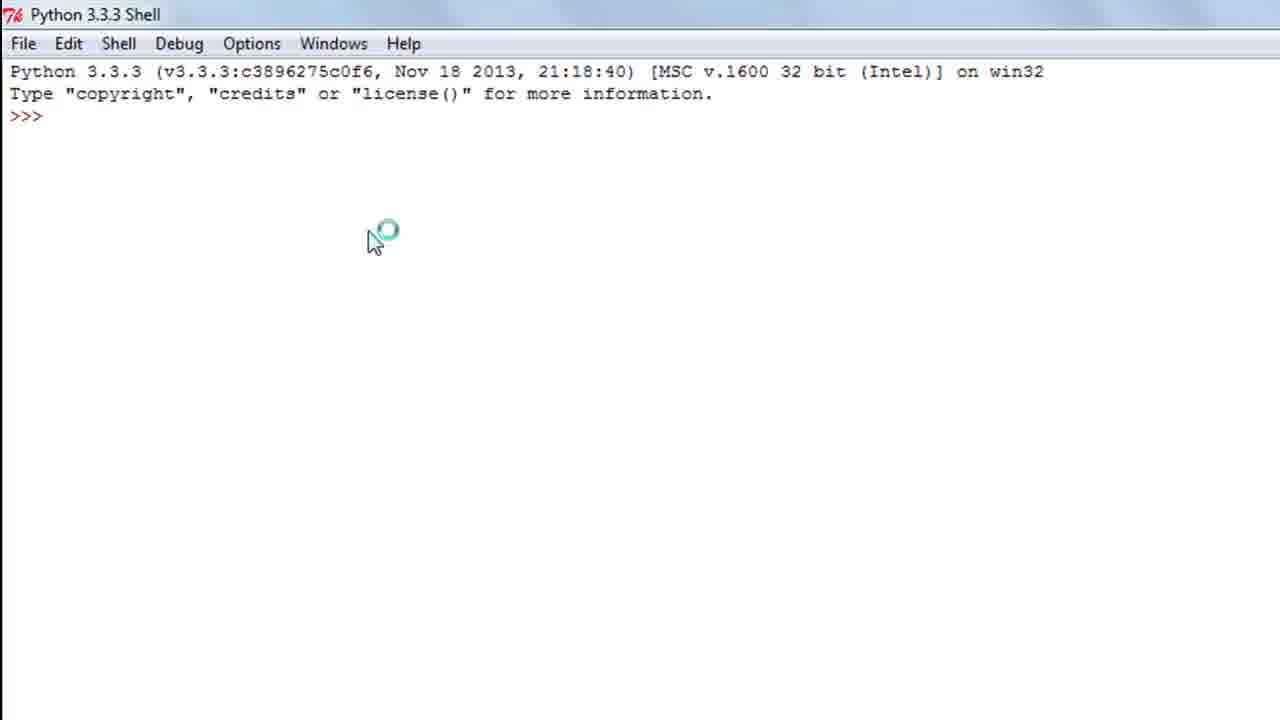 Python 3.3.3 Shell
File Edit Shell Debug Options Windows Help
Python 3.3.3 (v3.3.3:c3896275c0f6, Nov 18 2013, 21:18:40) [MSC v.1600 32 bit (Intel)] on win32
Type "copyright", "credits" or "license()" for more information.
>>>